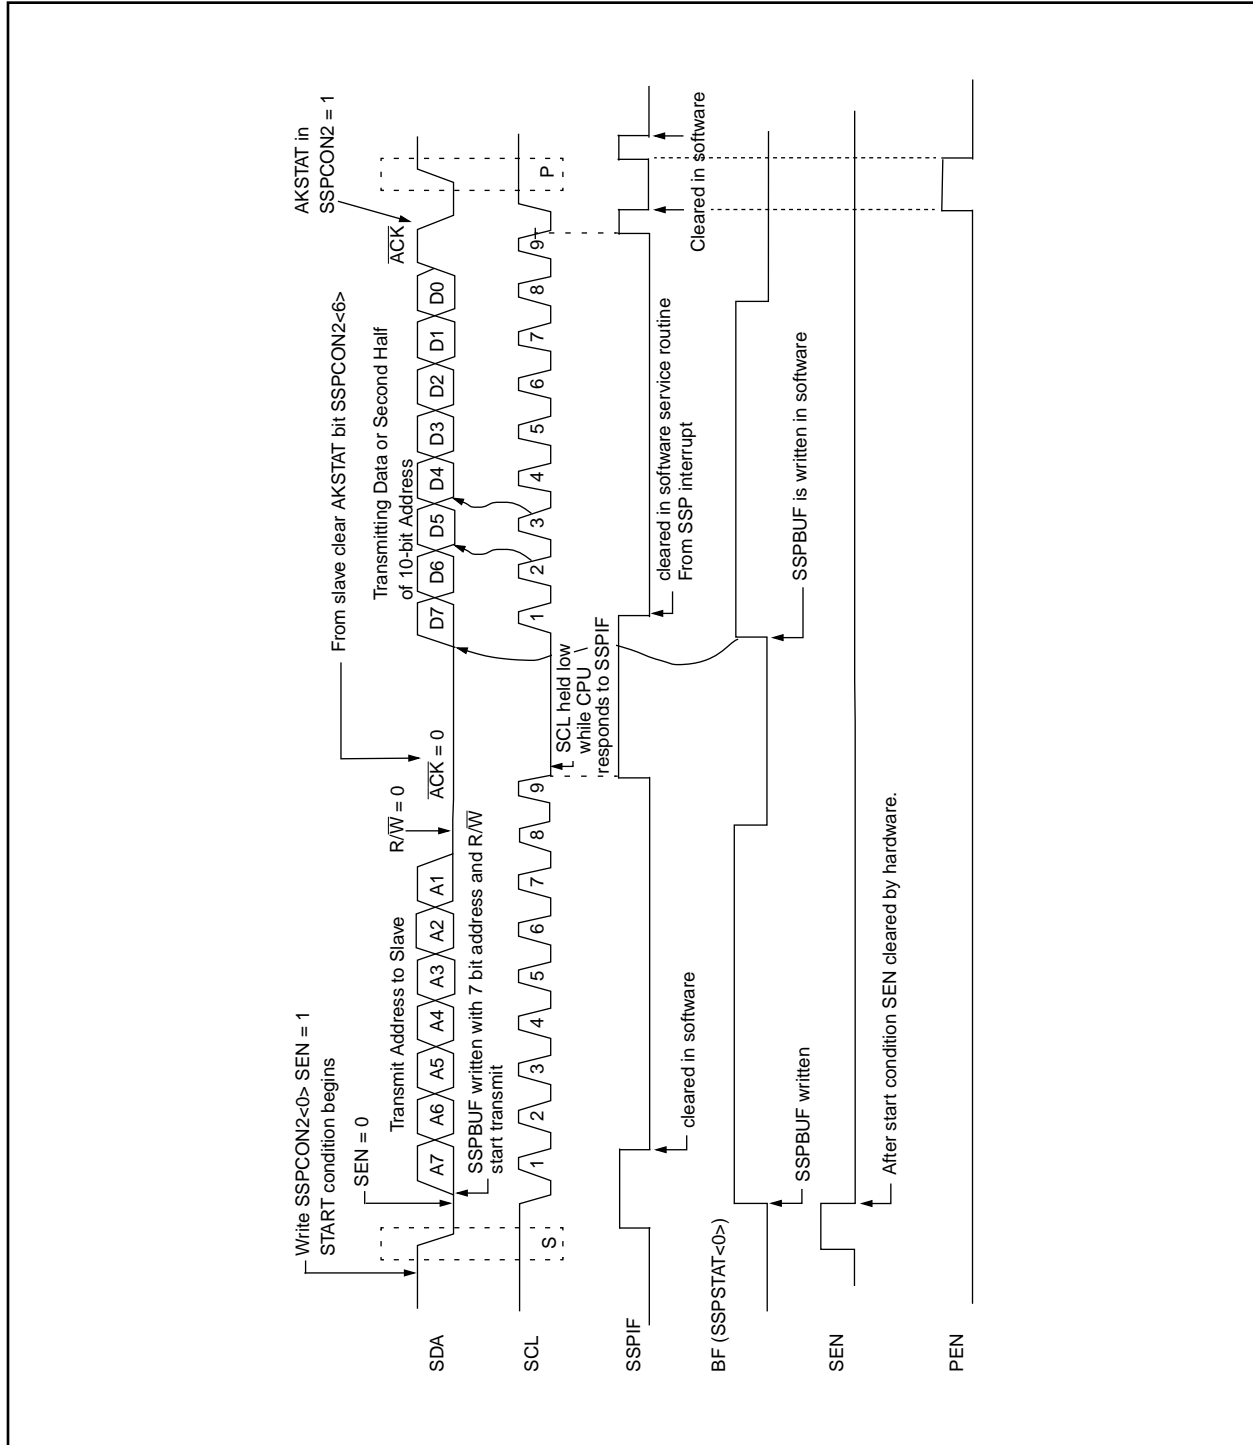 Write SSPCON2<0> SEN = 1
START condition begins
SEN = 0
Transmit Address to Slave
R/W = 0
From slave clear AKSTAT bit SSPCON2<6>
ACK = 0
Transmitting Data or Second Half
of 10-bit Address
ACK
AKSTAT in
SSPCON2 = 1
SDA
A7 A6 A5 A4 A3 A2 A1
D7 D6 D5 D4 D3 D2 D1 D0
SSPBUF written with 7 bit address and R/W
start transmit
SCL
S
1 2 3 4 5 6 7 8 9
1 2 3 4 5 6 7 8 9
P
SCL held low
while CPU
responds to SSPIF
SSPIF
cleared in software
cleared in software service routine
From SSP interrupt
Cleared in software
BF (SSPSTAT<0>)
SSPBUF written
SSPBUF is written in software
SEN
After start condition SEN cleared by hardware.
PEN